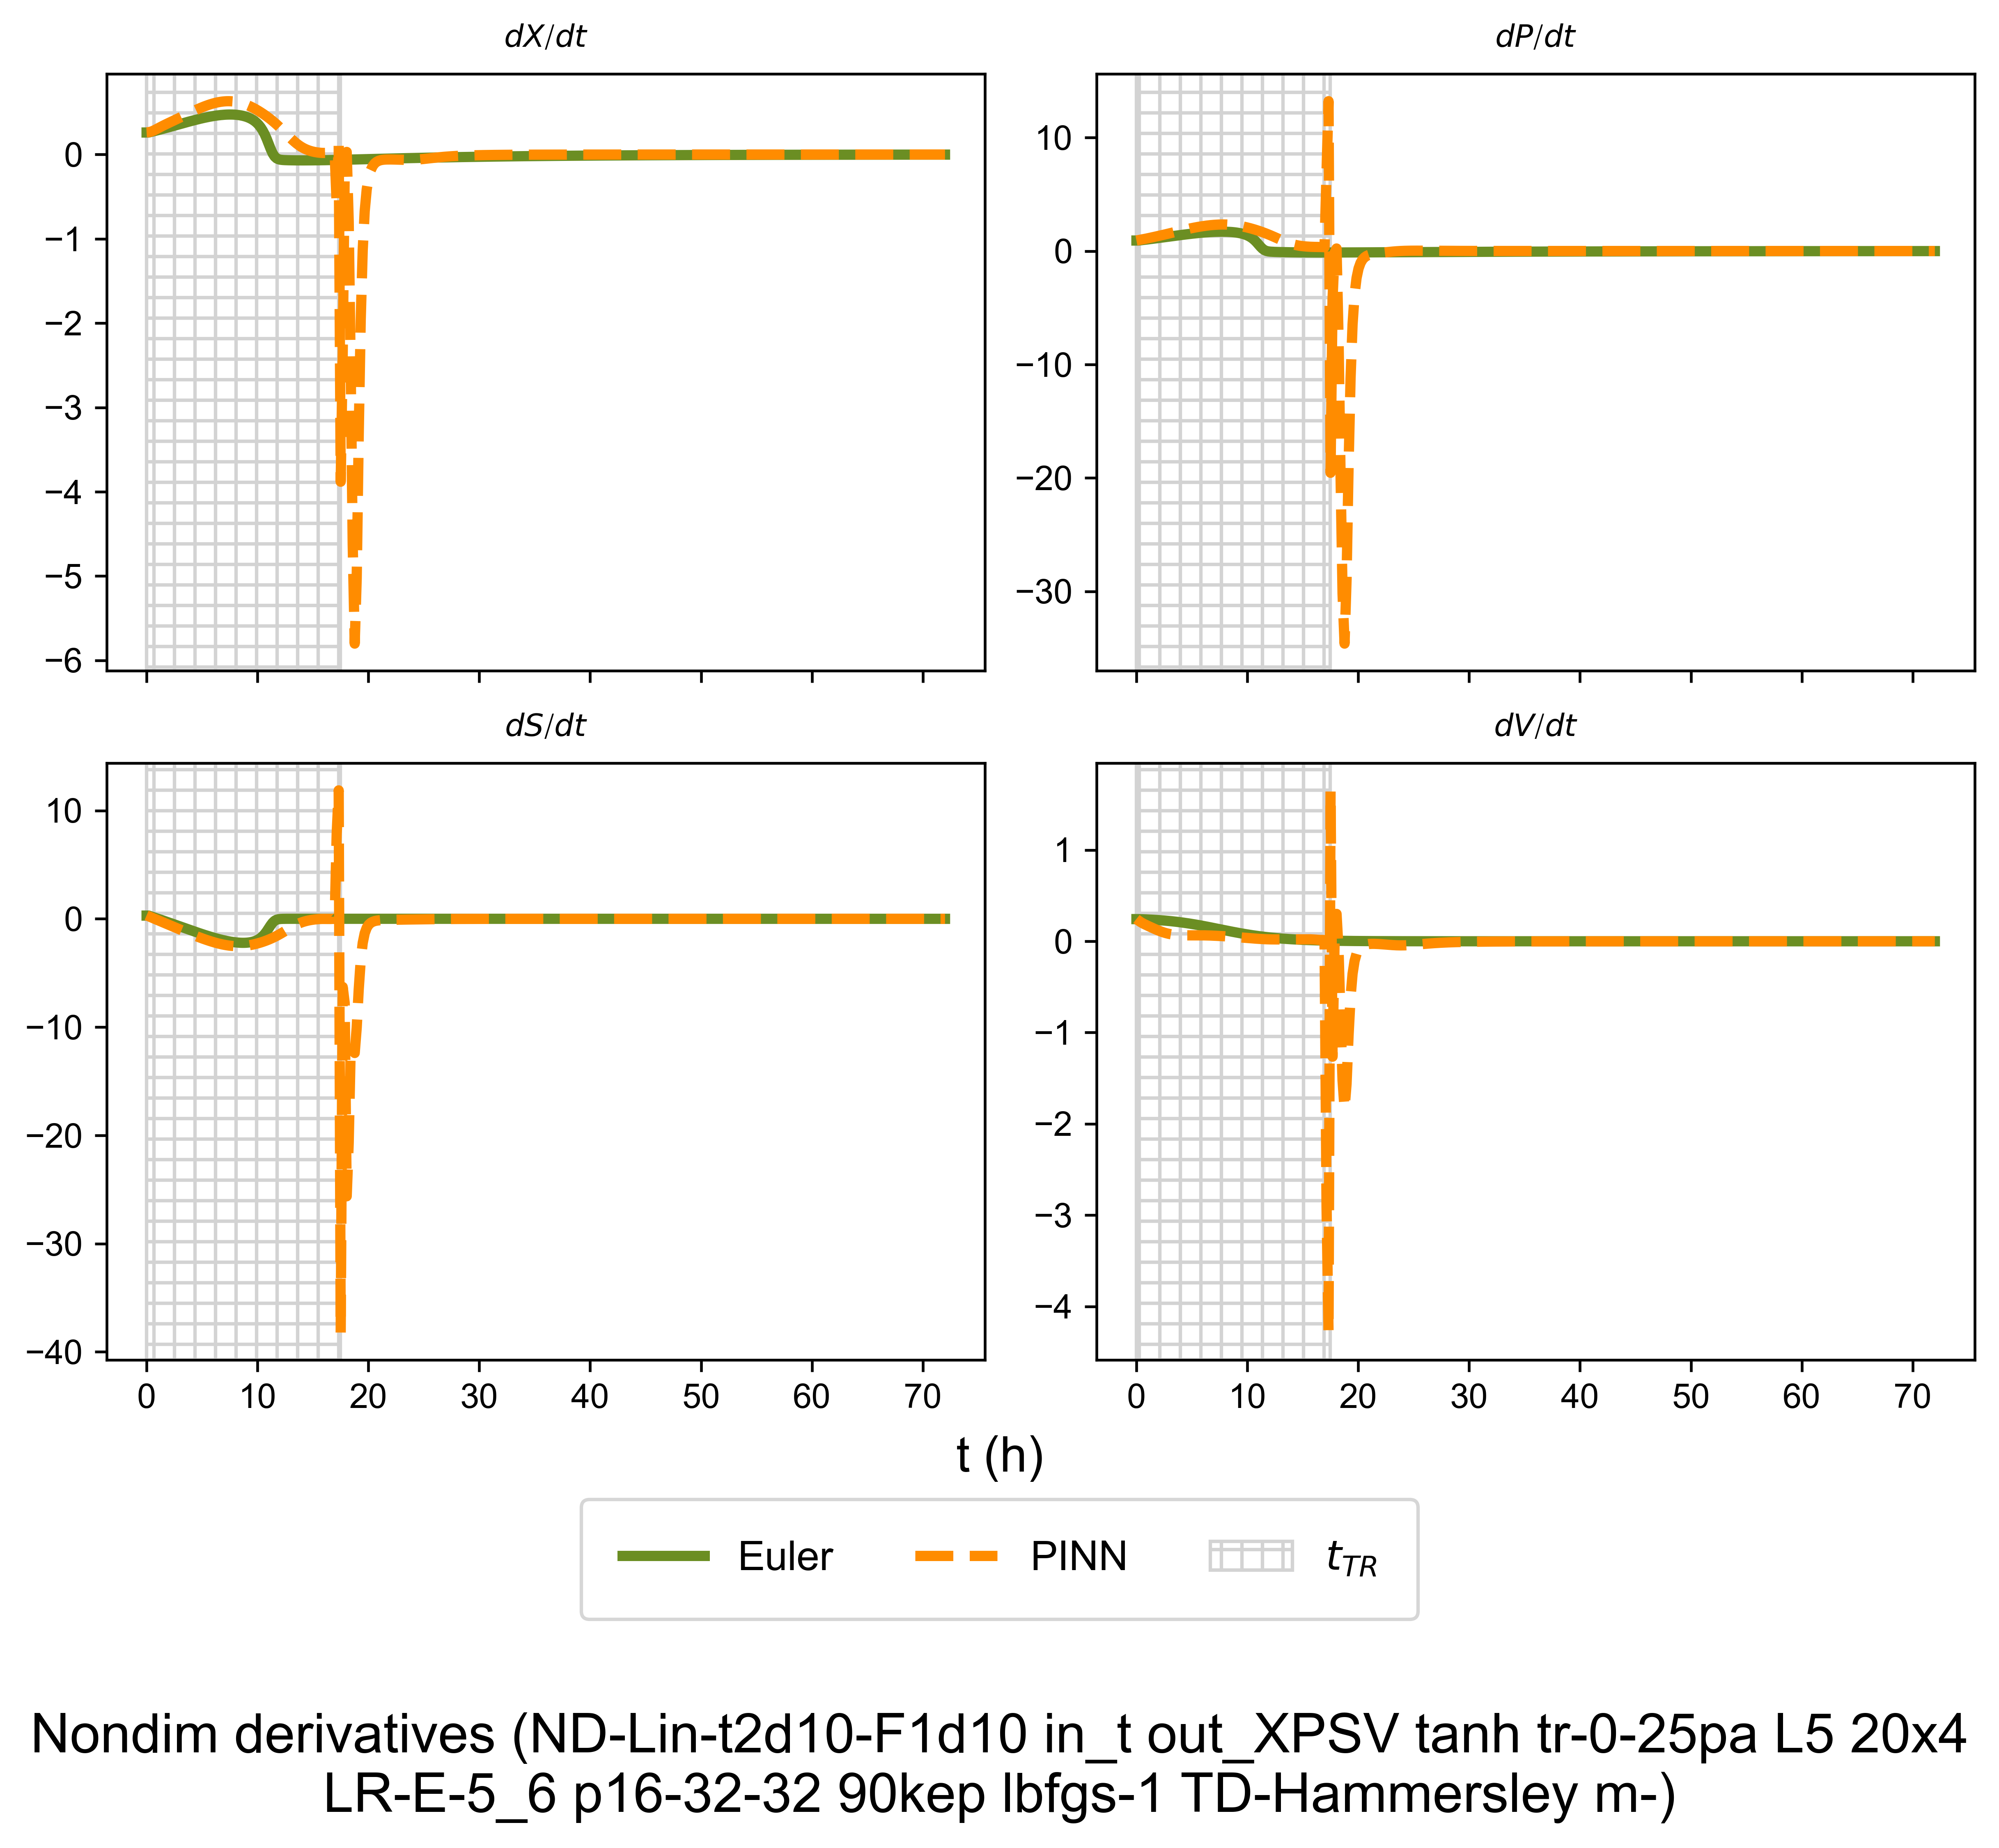 dX/dt
dP/dt
0
−1
−2
−3
−4
−5
−6
10
0
−10
−20
−30
dS/dt
dV/dt
10
0
−10
−20
−30
−40
1
0
−1
−2
−3
−4
0 10 20 30 40 50 60 70
0 10 20 30 40 50 60 70
t (h)
Euler PINN t_TR
Nondim derivatives (ND-Lin-t2d10-F1d10 in_t out_XPSV tanh tr-0-25pa L5 20x4
LR-E-5_6 p16-32-32 90kep lbfgs-1 TD-Hammersley m-)